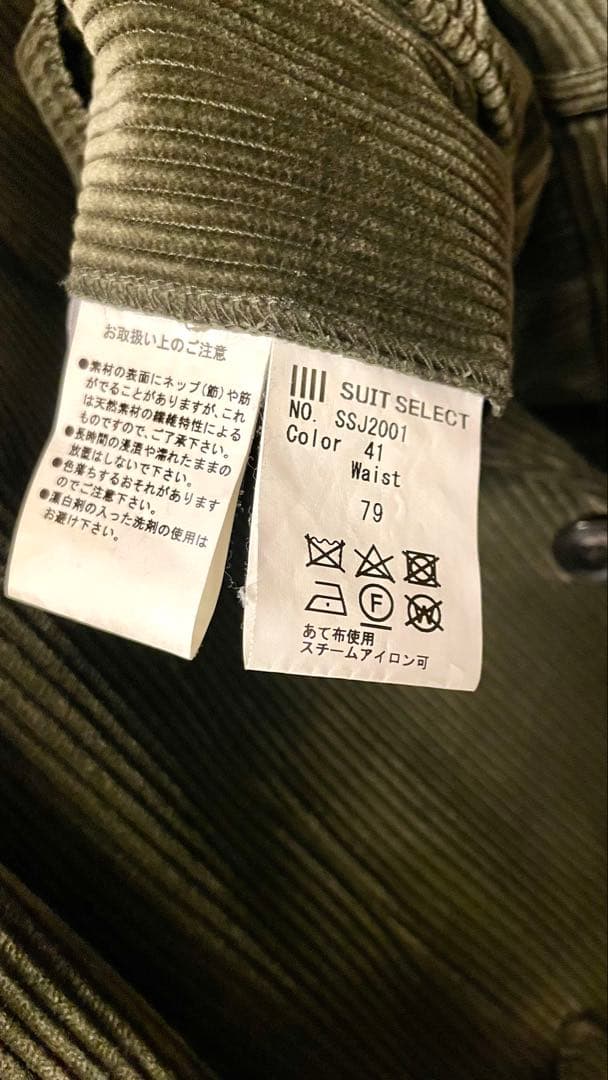 お取扱い上のご注意
●素材の表面にネップ(節)や筋
がでることがありますが、これ
は天然素材の繊維特性による
ものですので、ご了承下さい。
●長時間の浸漬や濡れたままの
放置はしないで下さい。
●色落ちするおそれがあります
のでご注意下さい。
●漂白剤の入った洗剤の使用は
お避け下さい。
SUIT SELECT
NO. SSJ2001
Color 41
Waist
79
F
W
あて布使用
スチームアイロン可